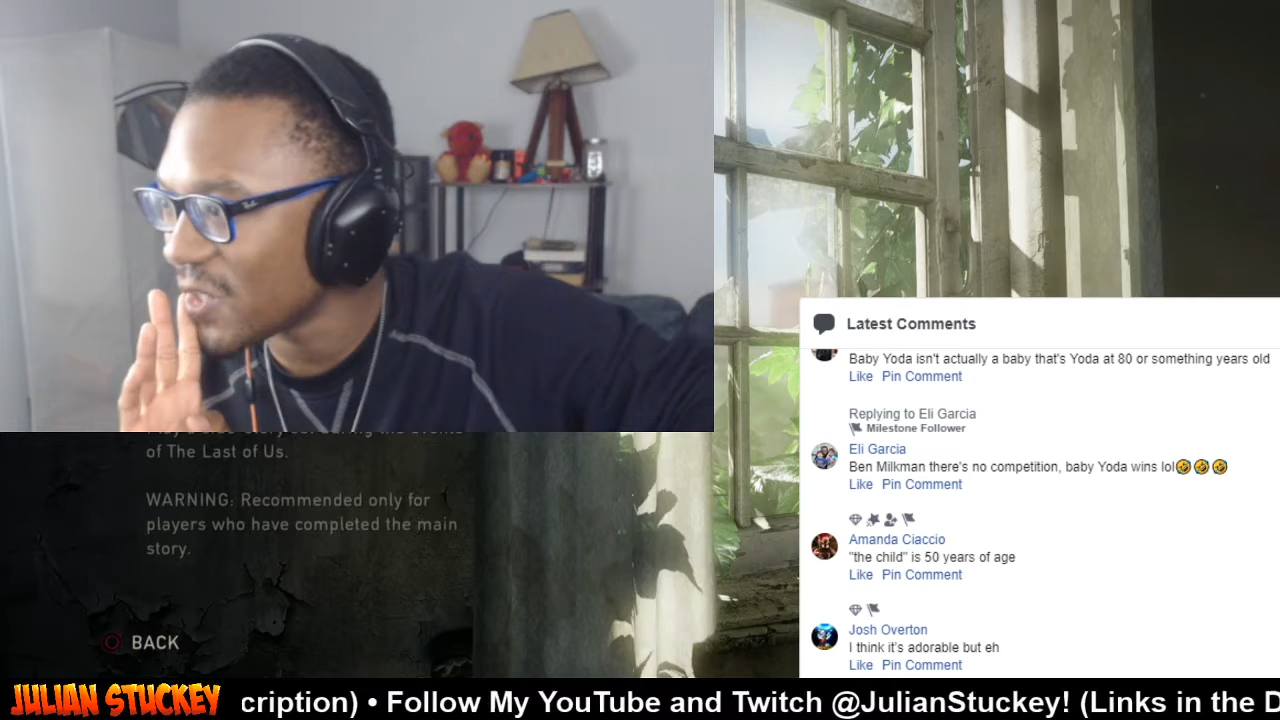 Ray-Ban
of The Last of Us.
WARNING: Recommended only for
players who have completed the main
story.
BACK
Latest Comments
Baby Yoda isn't actually a baby that's Yoda at 80 or something years old
Like Pin Comment
Replying to Eli Garcia
Milestone Follower
Eli Garcia
Ben Milkman there's no competition, baby Yoda wins lol🤣🤣🤣
Like Pin Comment
Amanda Ciaccio
"the child" is 50 years of age
Like Pin Comment
Josh Overton
I think it's adorable but eh
Like Pin Comment
JULIAN STUCKEY
cription) • Follow My YouTube and Twitch @JulianStuckey! (Links in the D